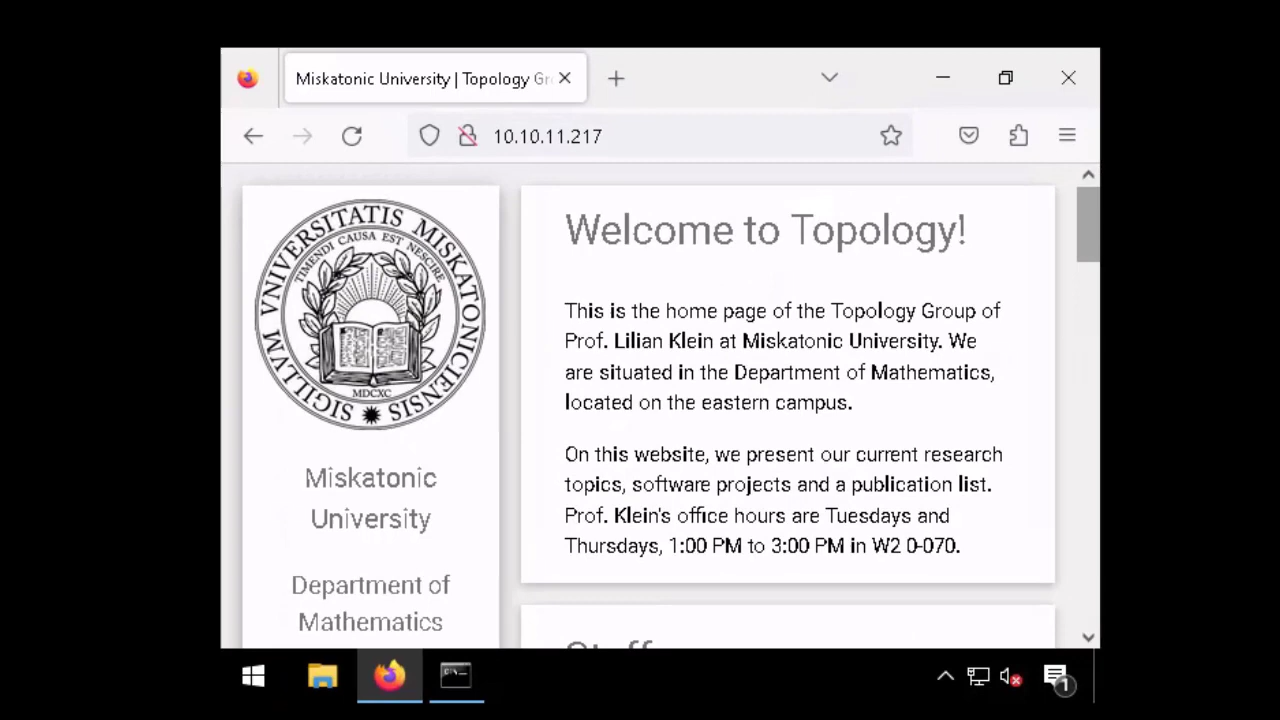 Miskatonic University | Topology Gr
10.10.11.217
SIGILLVM VNIVERSITATIS MISKATONICIENSIS
TIMENDI CAUSA EST NESCIRE
MDCXC
Miskatonic
University
Department of
Mathematics
Welcome to Topology!
This is the home page of the Topology Group of
Prof. Lilian Klein at Miskatonic University. We
are situated in the Department of Mathematics,
located on the eastern campus.
On this website, we present our current research
topics, software projects and a publication list.
Prof. Klein's office hours are Tuesdays and
Thursdays, 1:00 PM to 3:00 PM in W2 0-070.
Staff
C:\
1